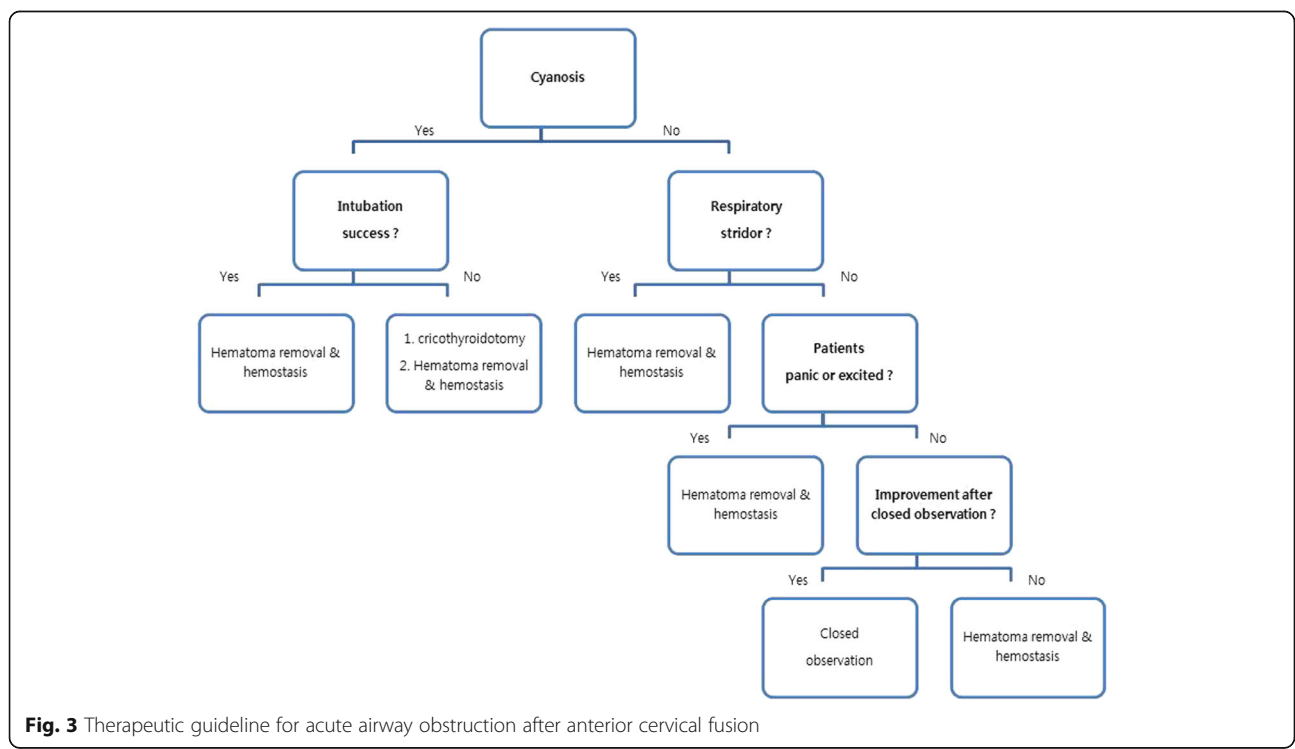 Cyanosis
Yes
No
Intubation
success ?
Respiratory
stridor ?
Yes
No
Yes
No
Hematoma removal &
hemostasis
1. cricothyroidotomy
2. Hematoma removal
& hemostasis
Hematoma removal &
hemostasis
Patients
panic or excited ?
Yes
No
Hematoma removal &
hemostasis
Improvement after
closed observation ?
Yes
No
Closed
observation
Hematoma removal &
hemostasis
Fig. 3 Therapeutic guideline for acute airway obstruction after anterior cervical fusion